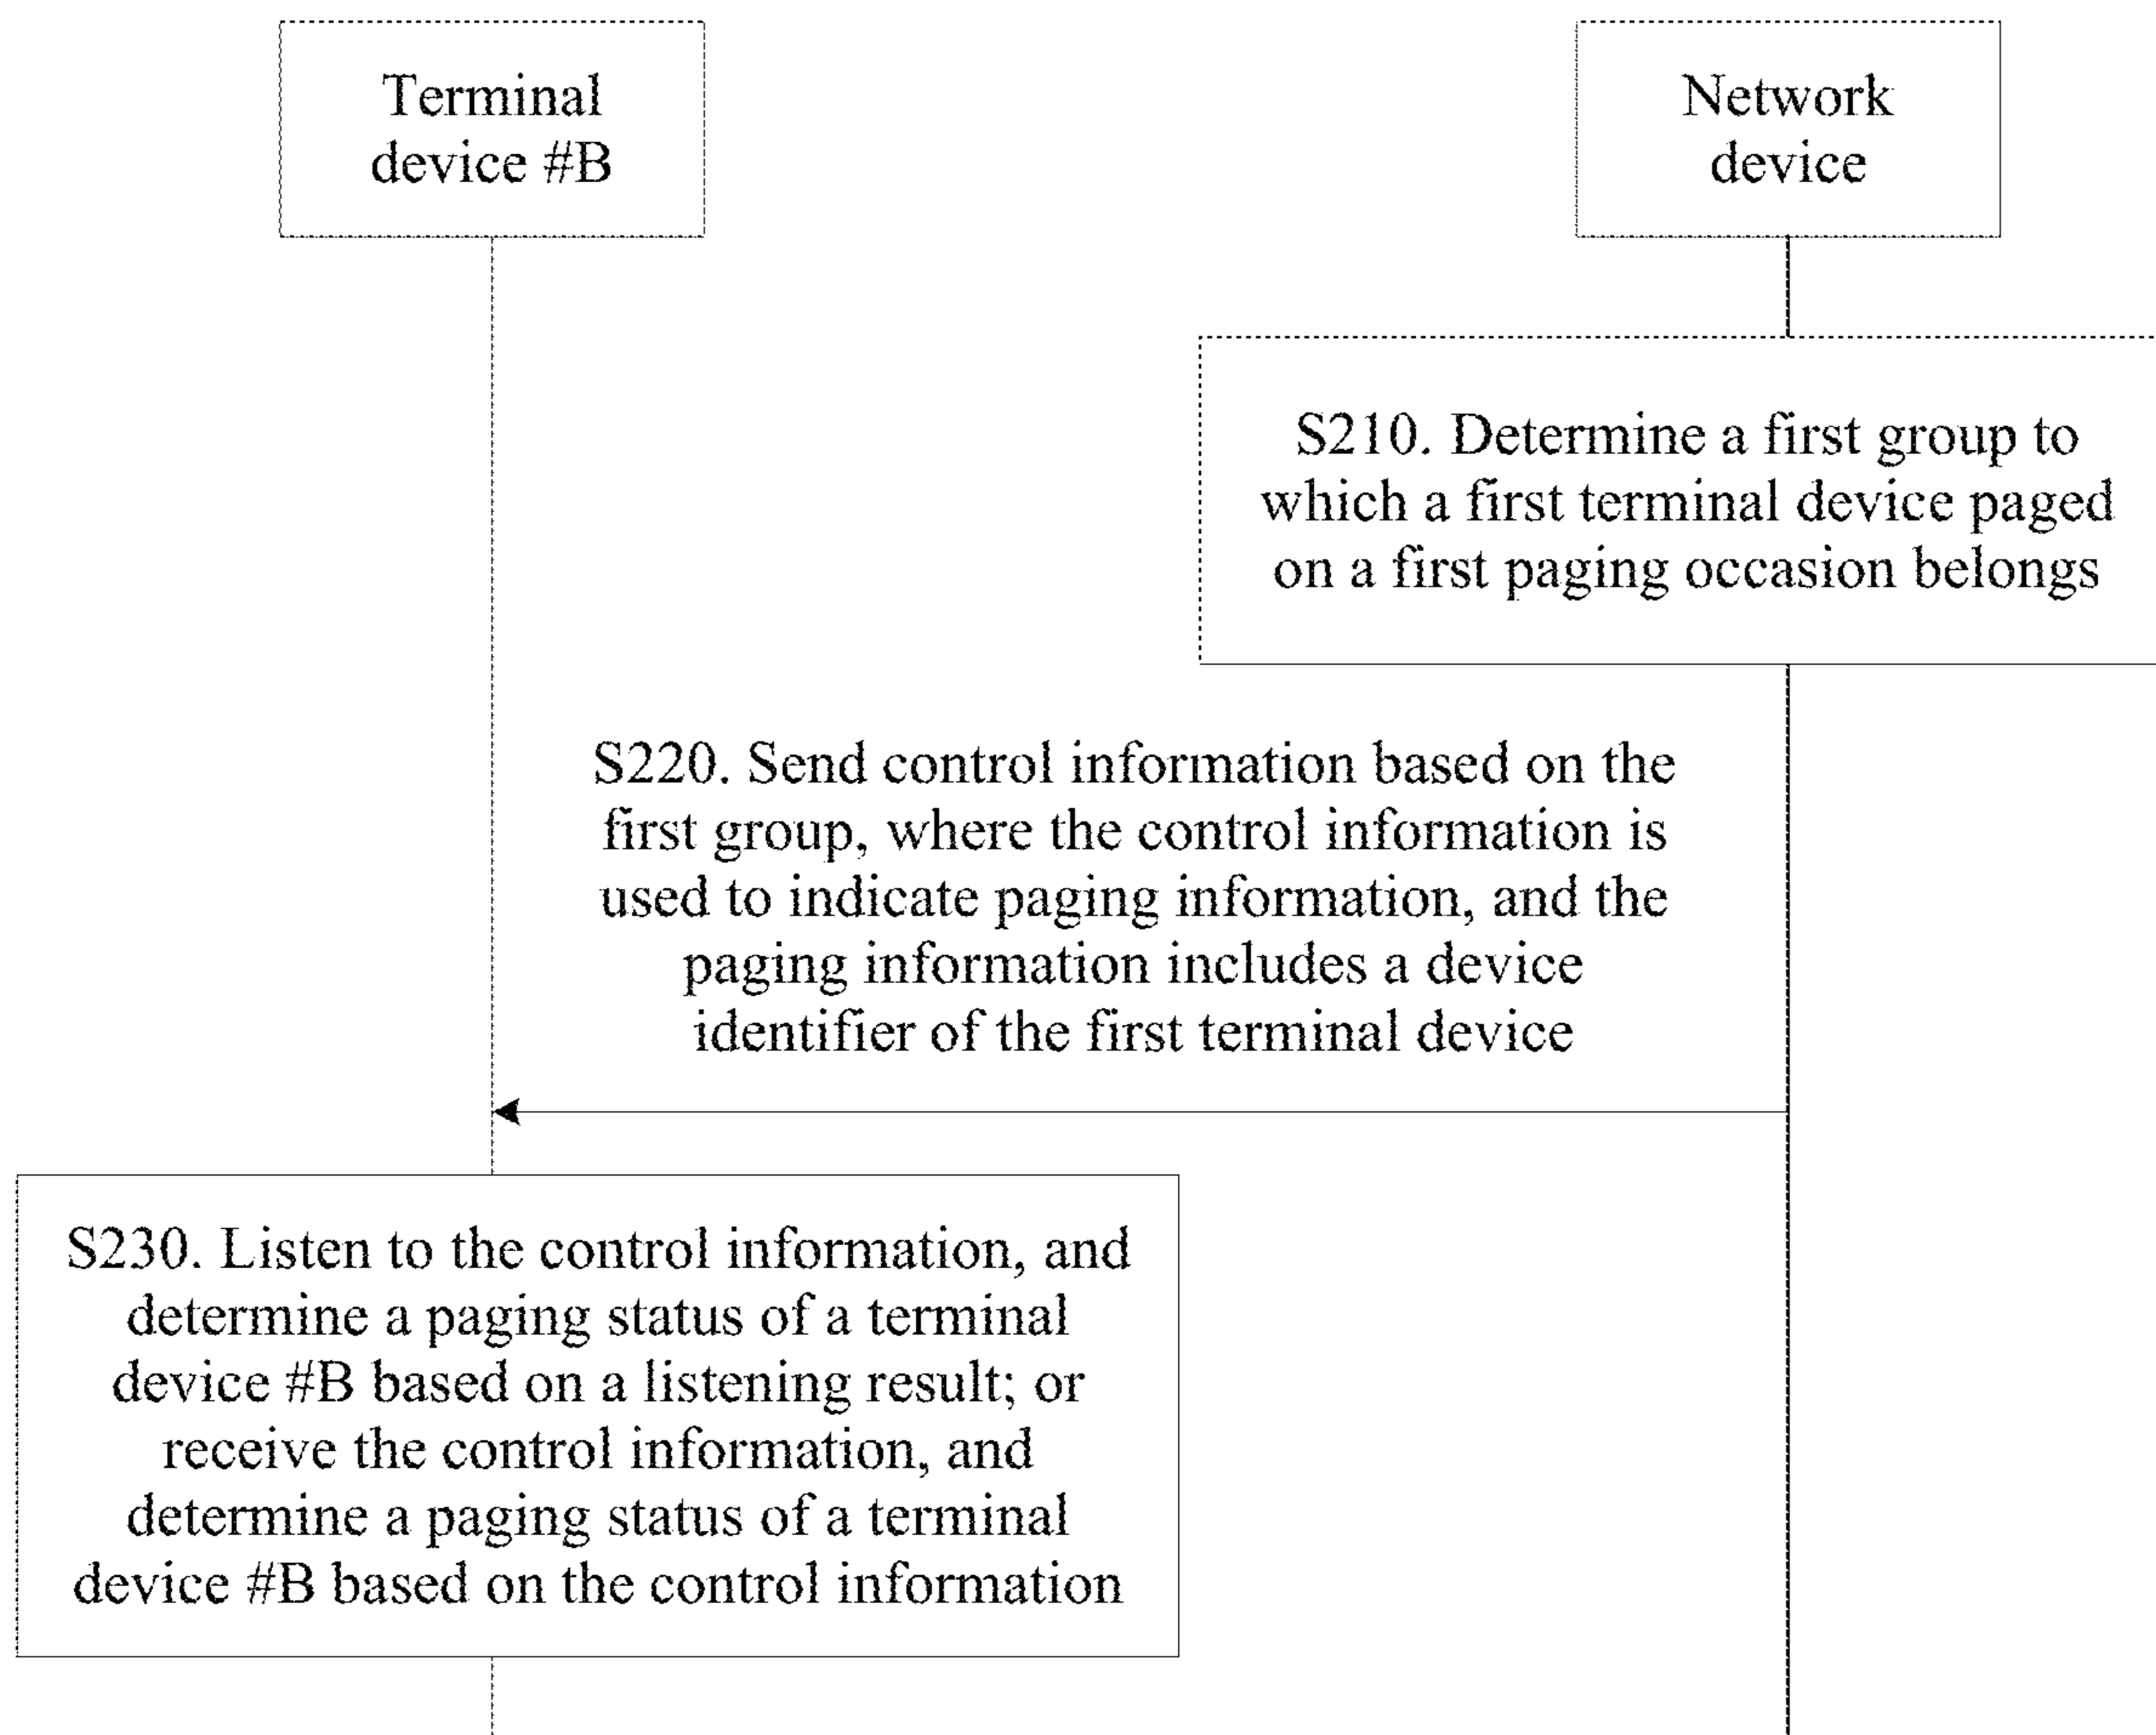 Terminal
device #B
Network
device
S210. Determine a first group to
which a first terminal device paged
on a first paging occasion belongs
S220. Send control information based on the
first group, where the control information is
used to indicate paging information, and the
paging information includes a device
identifier of the first terminal device
S230. Listen to the control information, and
determine a paging status of a terminal
device #B based on a listening result; or
receive the control information, and
determine a paging status of a terminal
device #B based on the control information